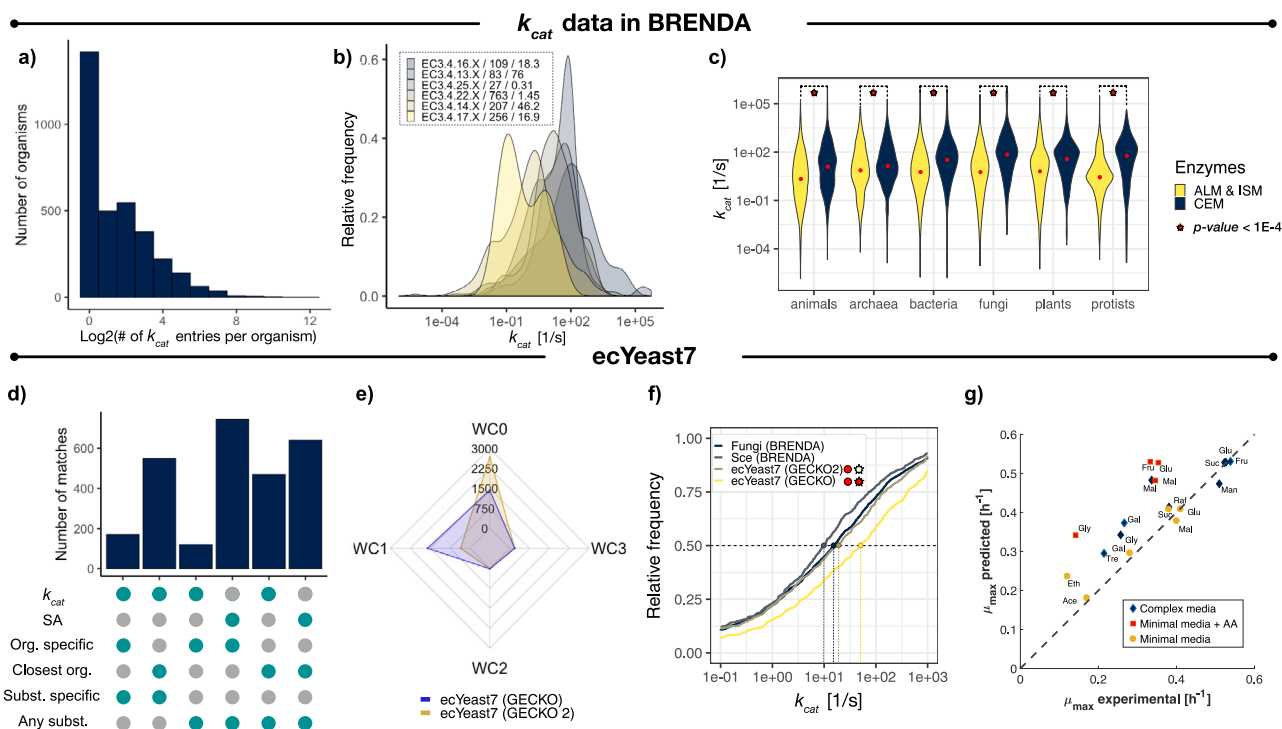 k_cat data in BRENDA
a)
Number of organisms
1000
500
0
0
4
8
12
Log2(# of k_cat entries per organism)
b)
Relative frequency
0.6
0.4
0.2
0.0
EC3.4.16.X / 109 / 18.3
EC3.4.13.X / 83 / 76
EC3.4.25.X / 27 / 0.31
EC3.4.22.X / 763 / 1.45
EC3.4.14.X / 207 / 46.2
EC3.4.17.X / 256 / 16.9
1e-04
1e-01
1e+02
1e+05
k_cat [1/s]
c)
k_cat [1/s]
1e+05
1e+02
1e-01
1e-04
animals
archaea
bacteria
fungi
plants
protists
Enzymes
ALM & ISM
CEM
p-value < 1E-4
ecYeast7
d)
Number of matches
600
400
200
0
k_cat
SA
Org. specific
Closest org.
Subst. specific
Any subst.
e)
WC0
3000
2250
1500
750
0
WC1
WC3
WC2
ecYeast7 (GECKO)
ecYeast7 (GECKO 2)
f)
Relative frequency
1.00
0.75
0.50
0.25
0.00
Fungi (BRENDA)
Sce (BRENDA)
ecYeast7 (GECKO2)
ecYeast7 (GECKO)
1e-01
1e+00
1e+01
1e+02
1e+03
k_cat [1/s]
g)
μ_max predicted [h⁻¹]
0.6
0.5
0.4
0.3
0.2
0.1
0
Fru
Glu
Mal
Mal
Glu
Suc
Fru
Man
Raf
Suc
Glu
Mal
Gal
Gly
Gly
Gal
Tre
Eth
Ace
Complex media
Minimal media + AA
Minimal media
0
0.2
0.4
0.6
μ_max experimental [h⁻¹]